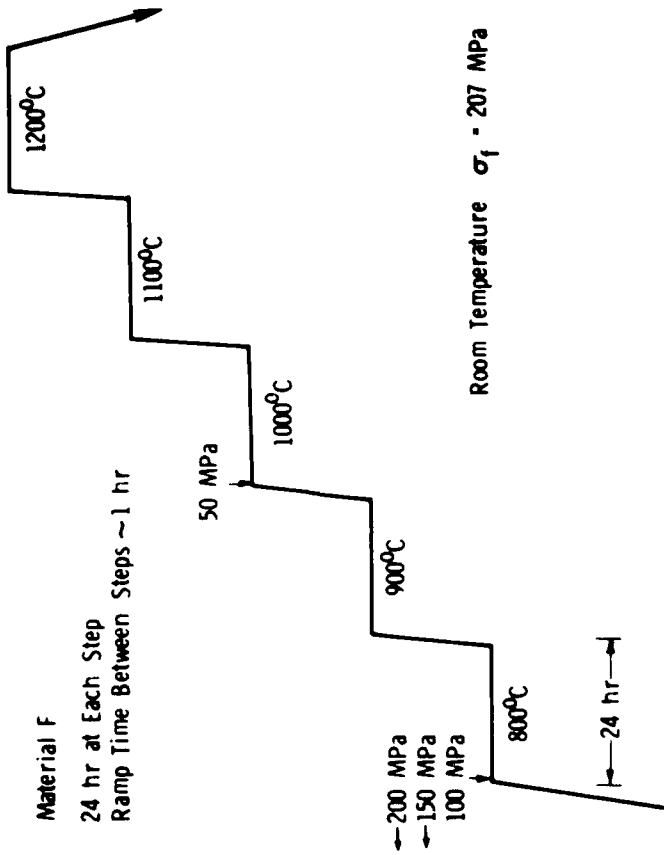 Material F
24 hr at Each Step
Ramp Time Between Steps ~1 hr
1200°C
1100°C
50 MPa
1000°C
900°C
←200 MPa
←150 MPa
100 MPa
800°C
24 hr
Room Temperature σf - 207 MPa